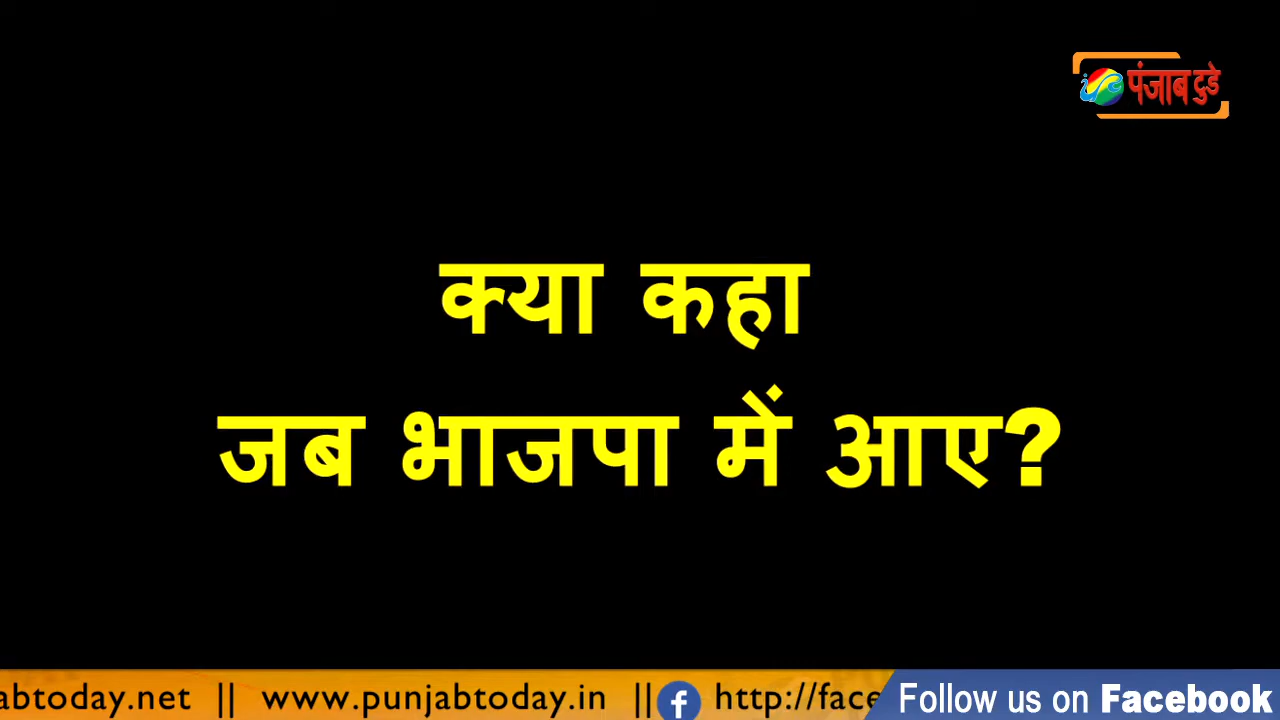 पंजाब टुडे
क्या कहा
जब भाजपा में आए?
abtoday.net || www.punjabtoday.in || http://face
Follow us on Facebook